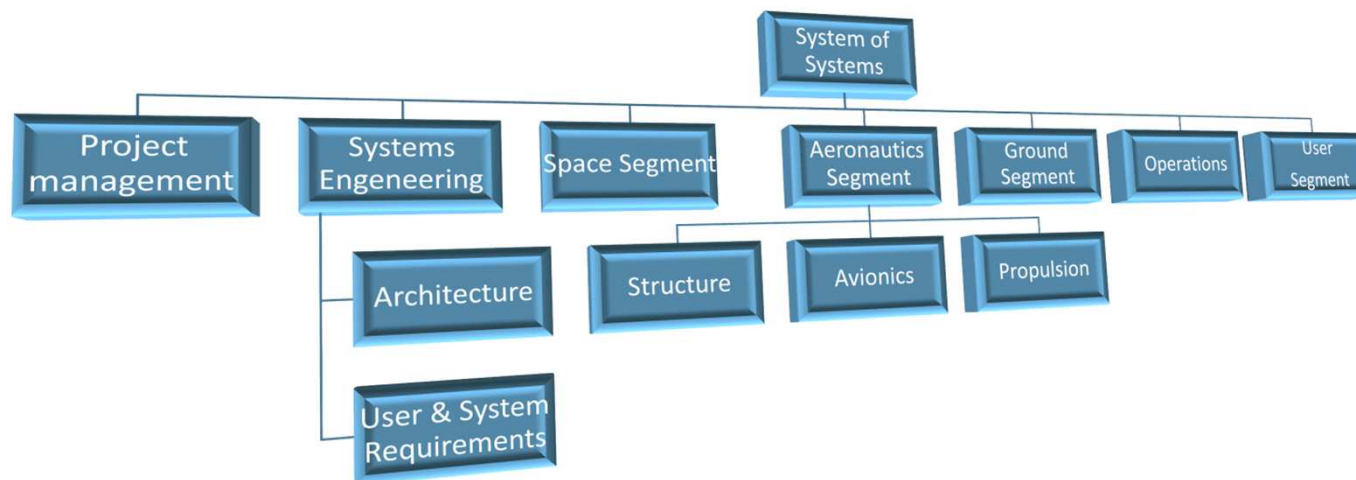 System of
Systems
Project
management
Systems
Engeneering
Space Segment
Aeronautics
Segment
Ground
Segment
Operations
User
Segment
Architecture
Structure
Avionics
Propulsion
User & System
Requirements